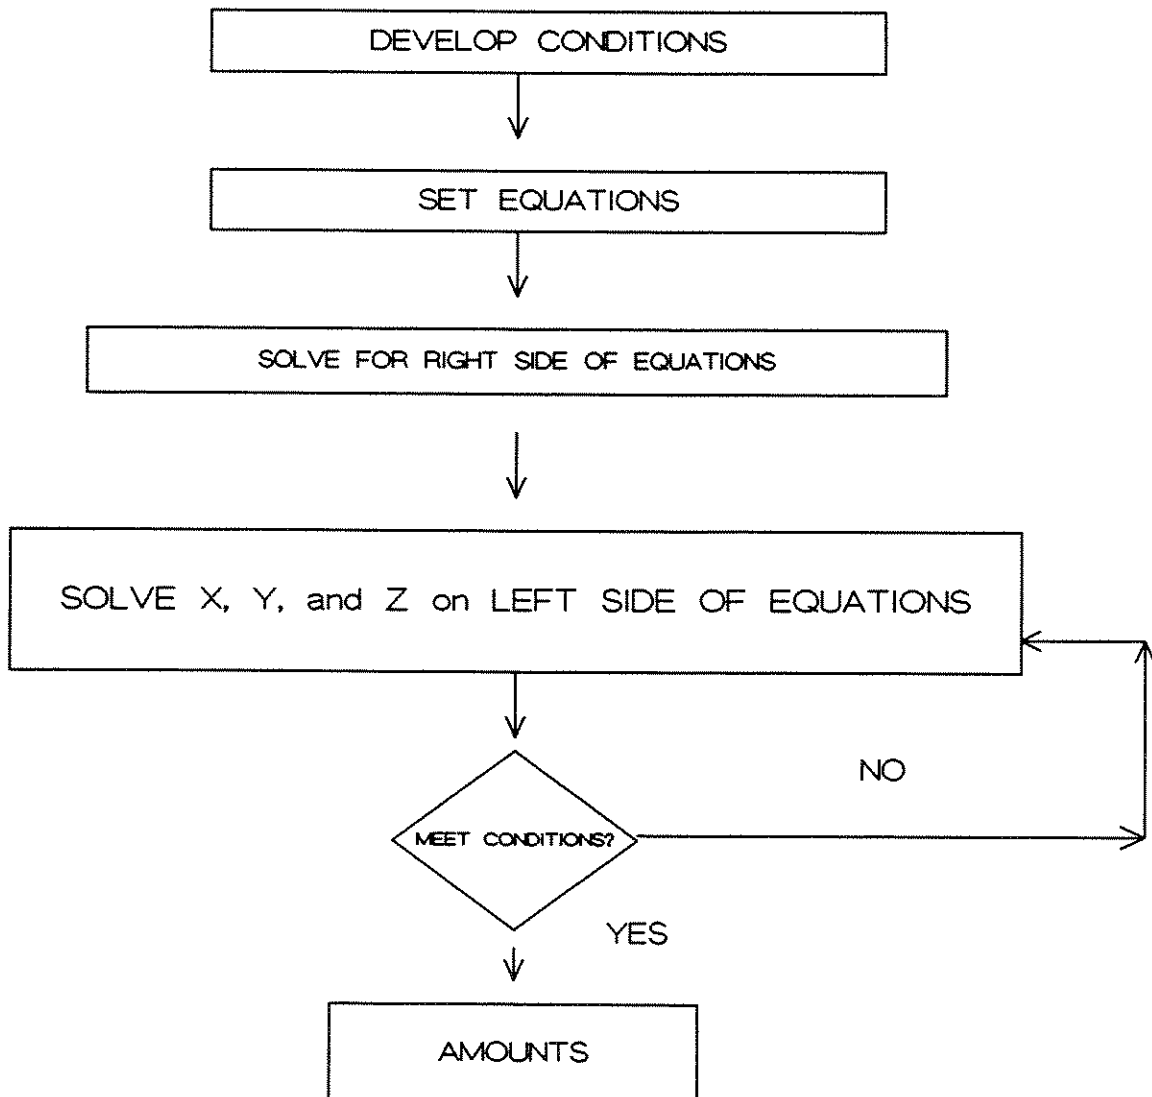 DEVELOP CONDITIONS
SET EQUATIONS
SOLVE FOR RIGHT SIDE OF EQUATIONS
SOLVE X, Y, and Z on LEFT SIDE OF EQUATIONS
NO
MEET CONDITIONS?
YES
AMOUNTS